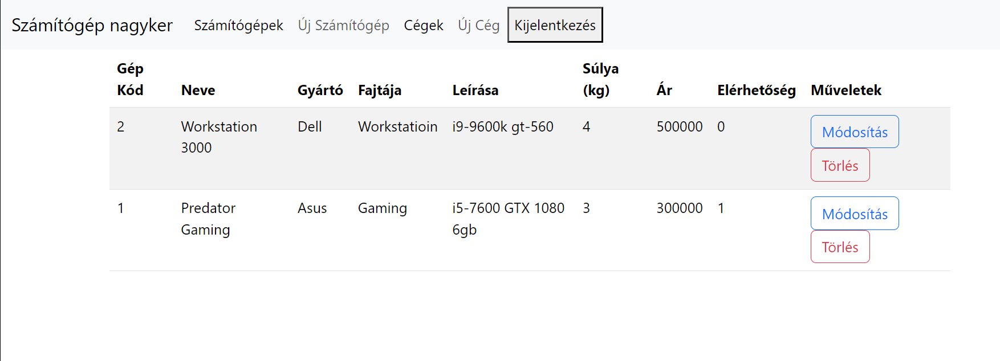 Számítógép nagyker Számítógépek Új Számítógép Cégek Új Cég Kijelentkezés
Gép Súlya
Kód Neve Gyártó Fajtája Leírása (kg) Ár Elérhetőség Műveletek
2 Workstation Dell Workstatioin i9-9600k gt-560 4 500000 0 Módosítás
3000
Törlés
1 Predator Asus Gaming i5-7600 GTX 1080 3 300000 1 Módosítás
Gaming 6gb
Törlés